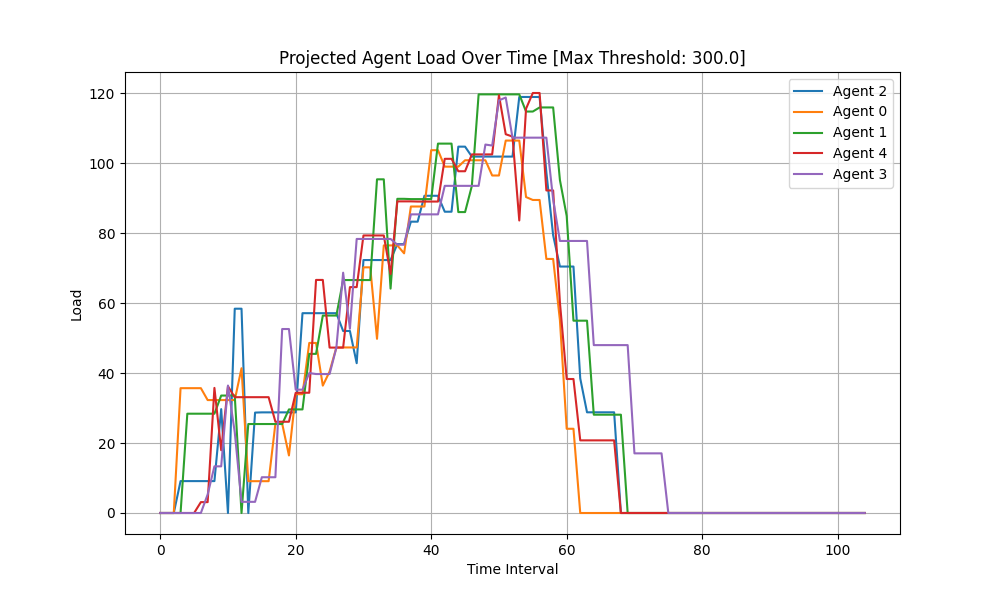 Projected Agent Load Over Time [Max Threshold: 300.0]
Load
120
100
80
60
40
20
0
Agent 2
Agent 0
Agent 1
Agent 4
Agent 3
0 20 40 60 80 100
Time Interval